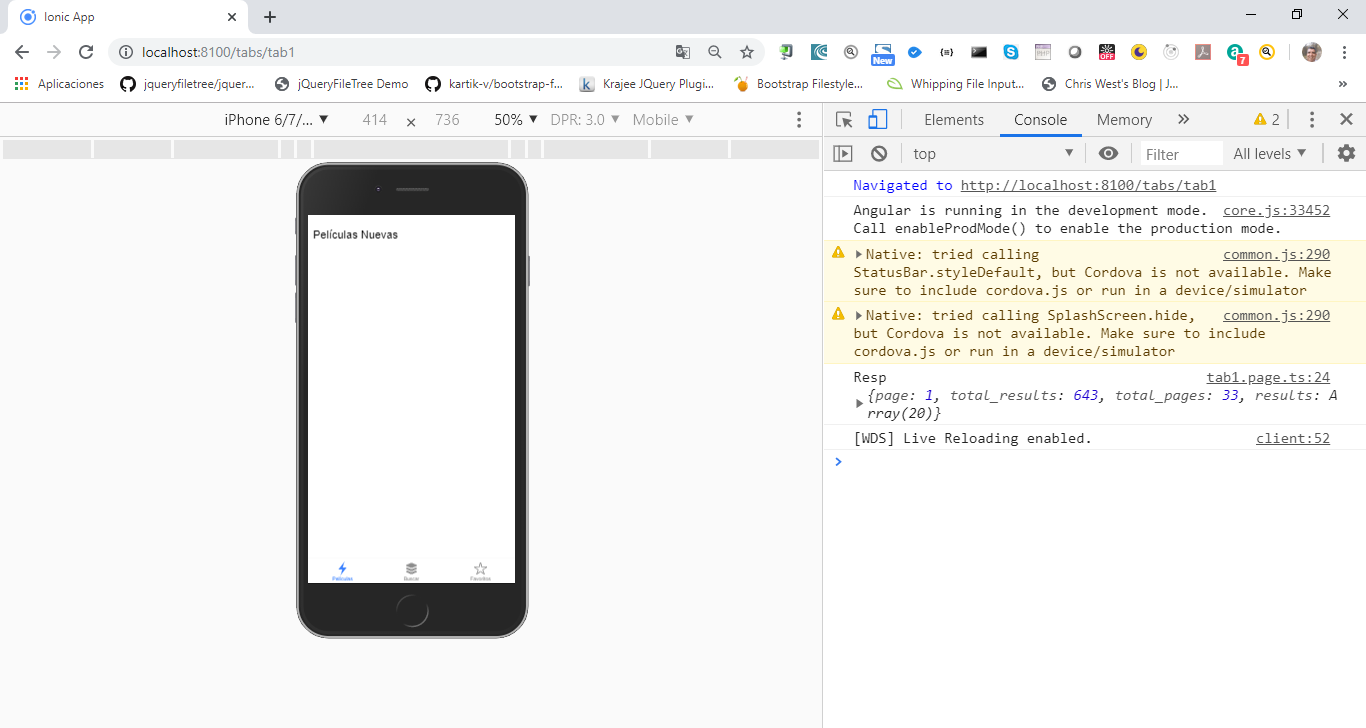 Ionic App
localhost:8100/tabs/tab1
New
{≡}
PHP
OFF
a
7
Aplicaciones
jqueryfiletree/jquer...
jQueryFileTree Demo
kartik-v/bootstrap-f...
k
Krajee JQuery Plugi...
Bootstrap Filestyle...
Whipping File Input...
Chris West's Blog | J...
»
iPhone 6/7/... ▼ 414 × 736 50% ▼ DPR: 3.0 ▼ Mobile ▼
Elements Console Memory » 2
top ▼ Filter All levels ▼
Películas Nuevas
Películas Buscar Favoritos
Navigated to http://localhost:8100/tabs/tab1
Angular is running in the development mode. core.js:33452
Call enableProdMode() to enable the production mode.
Native: tried calling common.js:290
StatusBar.styleDefault, but Cordova is not available. Make
sure to include cordova.js or run in a device/simulator
Native: tried calling SplashScreen.hide, common.js:290
but Cordova is not available. Make sure to include
cordova.js or run in a device/simulator
Resp tab1.page.ts:24
{page: 1, total_results: 643, total_pages: 33, results: A
rray(20)}
[WDS] Live Reloading enabled. client:52
>